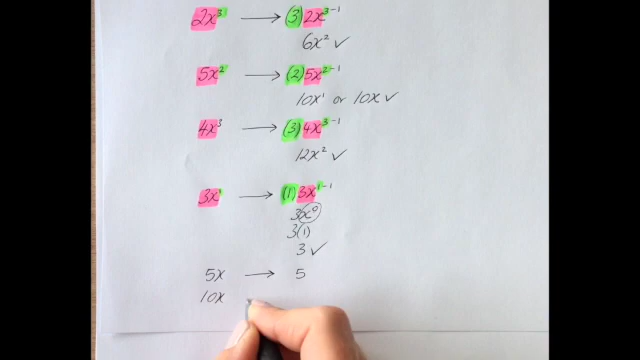 2x³ → (3) 2x³⁻¹
6x² ✓
5x² → (2) 5x²⁻¹
10x¹ or 10x ✓
4x³ → (3) 4x³⁻¹
12x² ✓
3x¹ → (1) 3x¹⁻¹
3x⁰
3(1)
3 ✓
5x → 5
10x